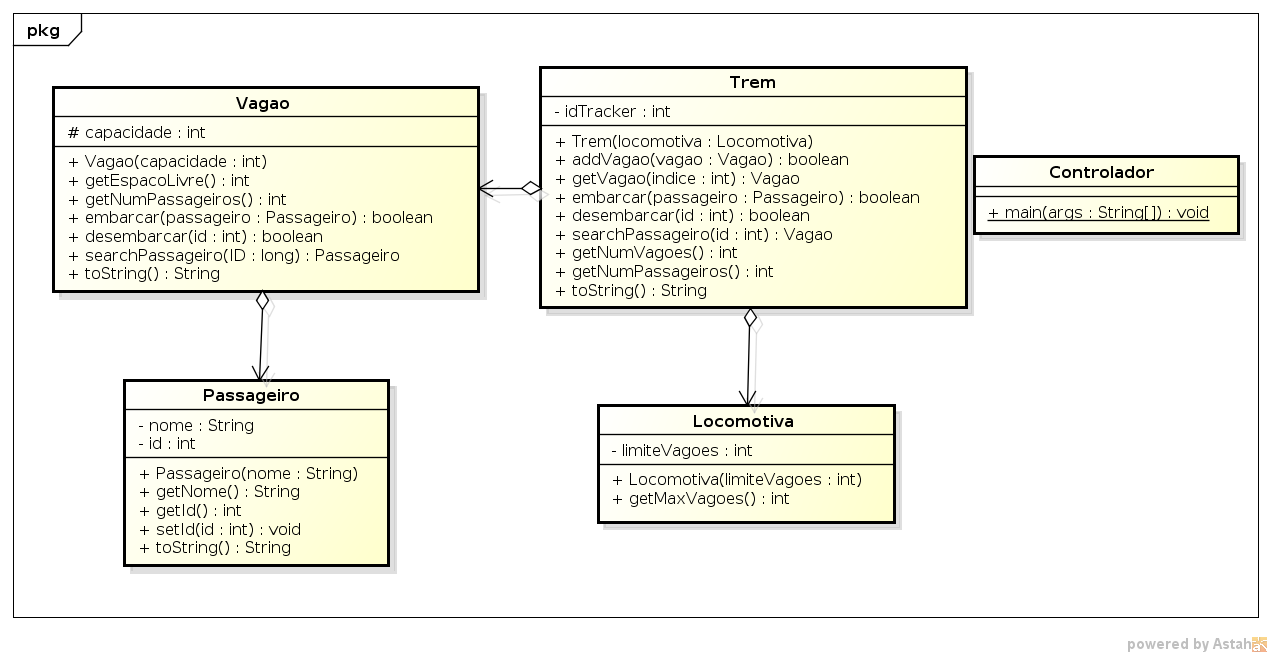 pkg
Vagao
# capacidade : int
+ Vagao(capacidade : int)
+ getEspacoLivre() : int
+ getNumPassageiros() : int
+ embarcar(passageiro : Passageiro) : boolean
+ desembarcar(id : int) : boolean
+ searchPassageiro(ID : long) : Passageiro
+ toString() : String
Trem
- idTracker : int
+ Trem(locomotiva : Locomotiva)
+ addVagao(vagao : Vagao) : boolean
+ getVagao(indice : int) : Vagao
+ embarcar(passageiro : Passageiro) : boolean
+ desembarcar(id : int) : boolean
+ searchPassageiro(id : int) : Vagao
+ getNumVagoes() : int
+ getNumPassageiros() : int
+ toString() : String
Controlador
+ main(args : String[]) : void
Passageiro
- nome : String
- id : int
+ Passageiro(nome : String)
+ getNome() : String
+ getId() : int
+ setId(id : int) : void
+ toString() : String
Locomotiva
- limiteVagoes : int
+ Locomotiva(limiteVagoes : int)
+ getMaxVagoes() : int
powered by Astah